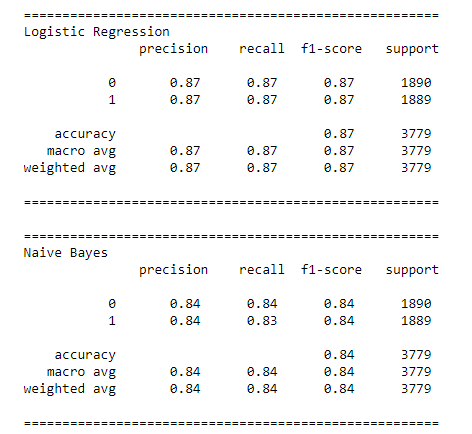 ======================================================
Logistic Regression
               precision    recall  f1-score   support

           0       0.87      0.87      0.87      1890
           1       0.87      0.87      0.87      1889

    accuracy                           0.87      3779
   macro avg       0.87      0.87      0.87      3779
weighted avg       0.87      0.87      0.87      3779

======================================================

======================================================
Naive Bayes
               precision    recall  f1-score   support

           0       0.84      0.84      0.84      1890
           1       0.84      0.83      0.84      1889

    accuracy                           0.84      3779
   macro avg       0.84      0.84      0.84      3779
weighted avg       0.84      0.84      0.84      3779

======================================================